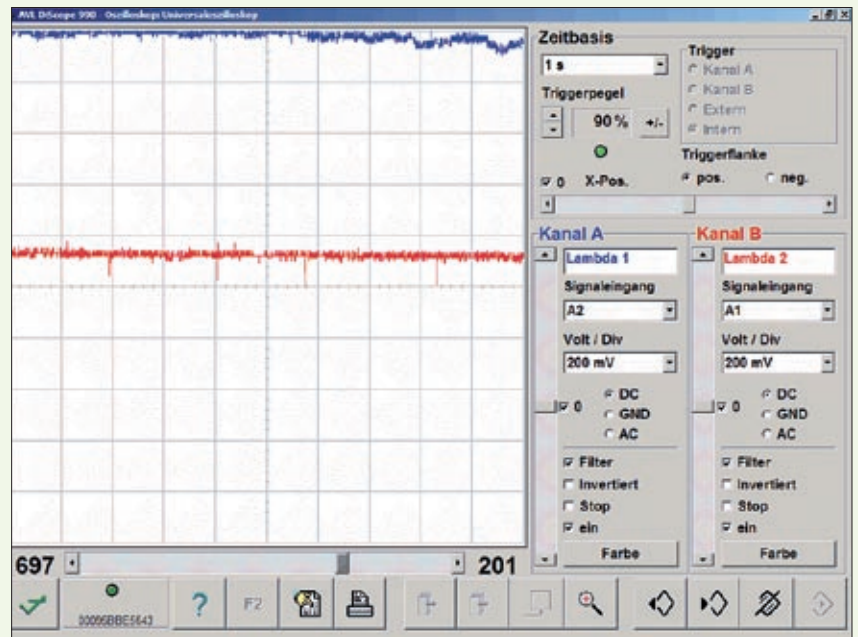 AVL DiScope 990 - Oszilloskop: Universaloszilloskop
Zeitbasis
1 s
Triggerpegel
90 %
+/-
0 X-Pos.
Trigger
Kanal A
Kanal B
Extern
Intern
Triggerflanke
pos. neg.
Kanal A
Lambda 1
Signaleingang
A2
Volt / Div
200 mV
0
DC
GND
AC
Filter
Invertiert
Stop
ein
Farbe
Kanal B
Lambda 2
Signaleingang
A1
Volt / Div
200 mV
0
DC
GND
AC
Filter
Invertiert
Stop
ein
Farbe
697 201
?
F2